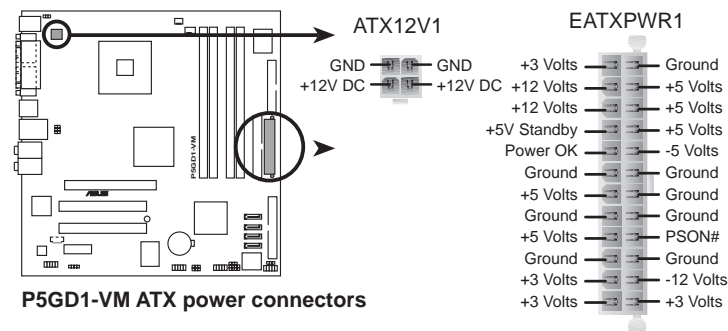 ATX12V1
GND GND
+12V DC +12V DC
EATXPWR1
+3 Volts Ground
+12 Volts +5 Volts
+12 Volts +5 Volts
+5V Standby +5 Volts
Power OK -5 Volts
Ground Ground
+5 Volts Ground
Ground Ground
+5 Volts PSON#
Ground Ground
+3 Volts -12 Volts
+3 Volts +3 Volts
P5GD1-VM
ASUS
P5GD1-VM ATX power connectors